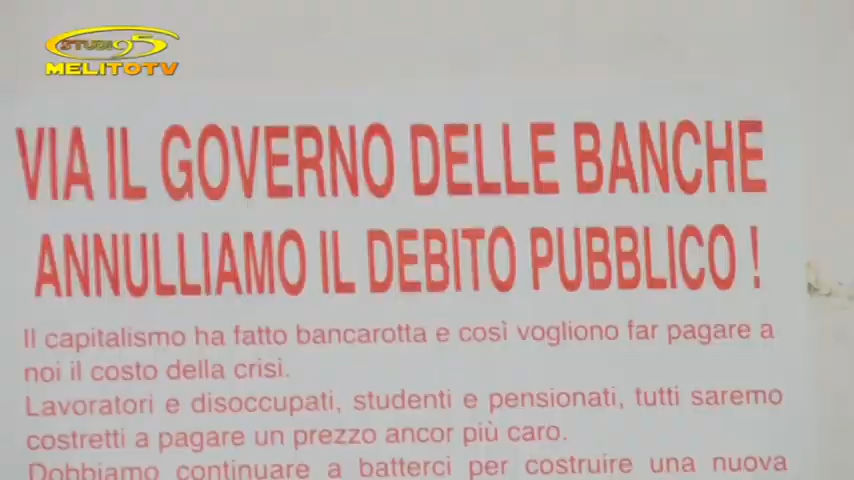 STUDIO 95
MELITOTV
VIA IL GOVERNO DELLE BANCHE
ANNULLIAMO IL DEBITO PUBBLICO !
Il capitalismo ha fatto bancarotta e così vogliono far pagare a
noi il costo della crisi.
Lavoratori e disoccupati, studenti e pensionati, tutti saremo
costretti a pagare un prezzo ancor più caro.
Dobbiamo continuare a batterci per costruire una nuova